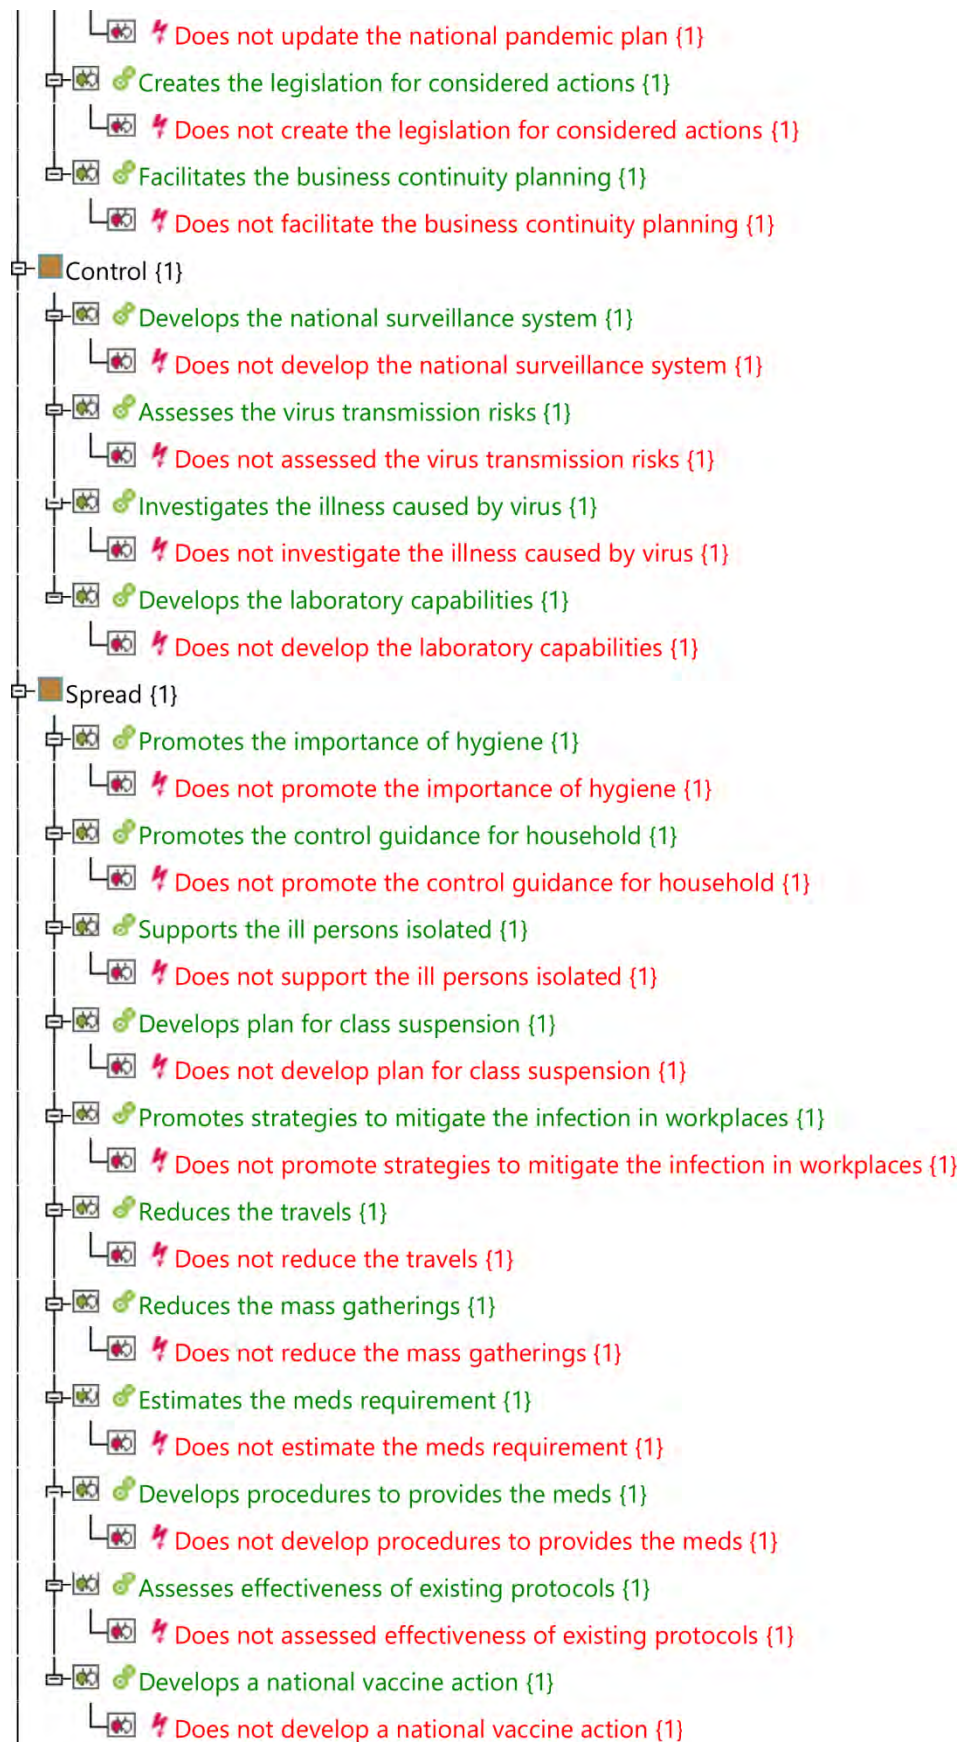 Does not update the national pandemic plan {1}
Creates the legislation for considered actions {1}
Does not create the legislation for considered actions {1}
Facilitates the business continuity planning {1}
Does not facilitate the business continuity planning {1}
Control {1}
Develops the national surveillance system {1}
Does not develop the national surveillance system {1}
Assesses the virus transmission risks {1}
Does not assessed the virus transmission risks {1}
Investigates the illness caused by virus {1}
Does not investigate the illness caused by virus {1}
Develops the laboratory capabilities {1}
Does not develop the laboratory capabilities {1}
Spread {1}
Promotes the importance of hygiene {1}
Does not promote the importance of hygiene {1}
Promotes the control guidance for household {1}
Does not promote the control guidance for household {1}
Supports the ill persons isolated {1}
Does not support the ill persons isolated {1}
Develops plan for class suspension {1}
Does not develop plan for class suspension {1}
Promotes strategies to mitigate the infection in workplaces {1}
Does not promote strategies to mitigate the infection in workplaces {1}
Reduces the travels {1}
Does not reduce the travels {1}
Reduces the mass gatherings {1}
Does not reduce the mass gatherings {1}
Estimates the meds requirement {1}
Does not estimate the meds requirement {1}
Develops procedures to provides the meds {1}
Does not develop procedures to provides the meds {1}
Assesses effectiveness of existing protocols {1}
Does not assessed effectiveness of existing protocols {1}
Develops a national vaccine action {1}
Does not develop a national vaccine action {1}